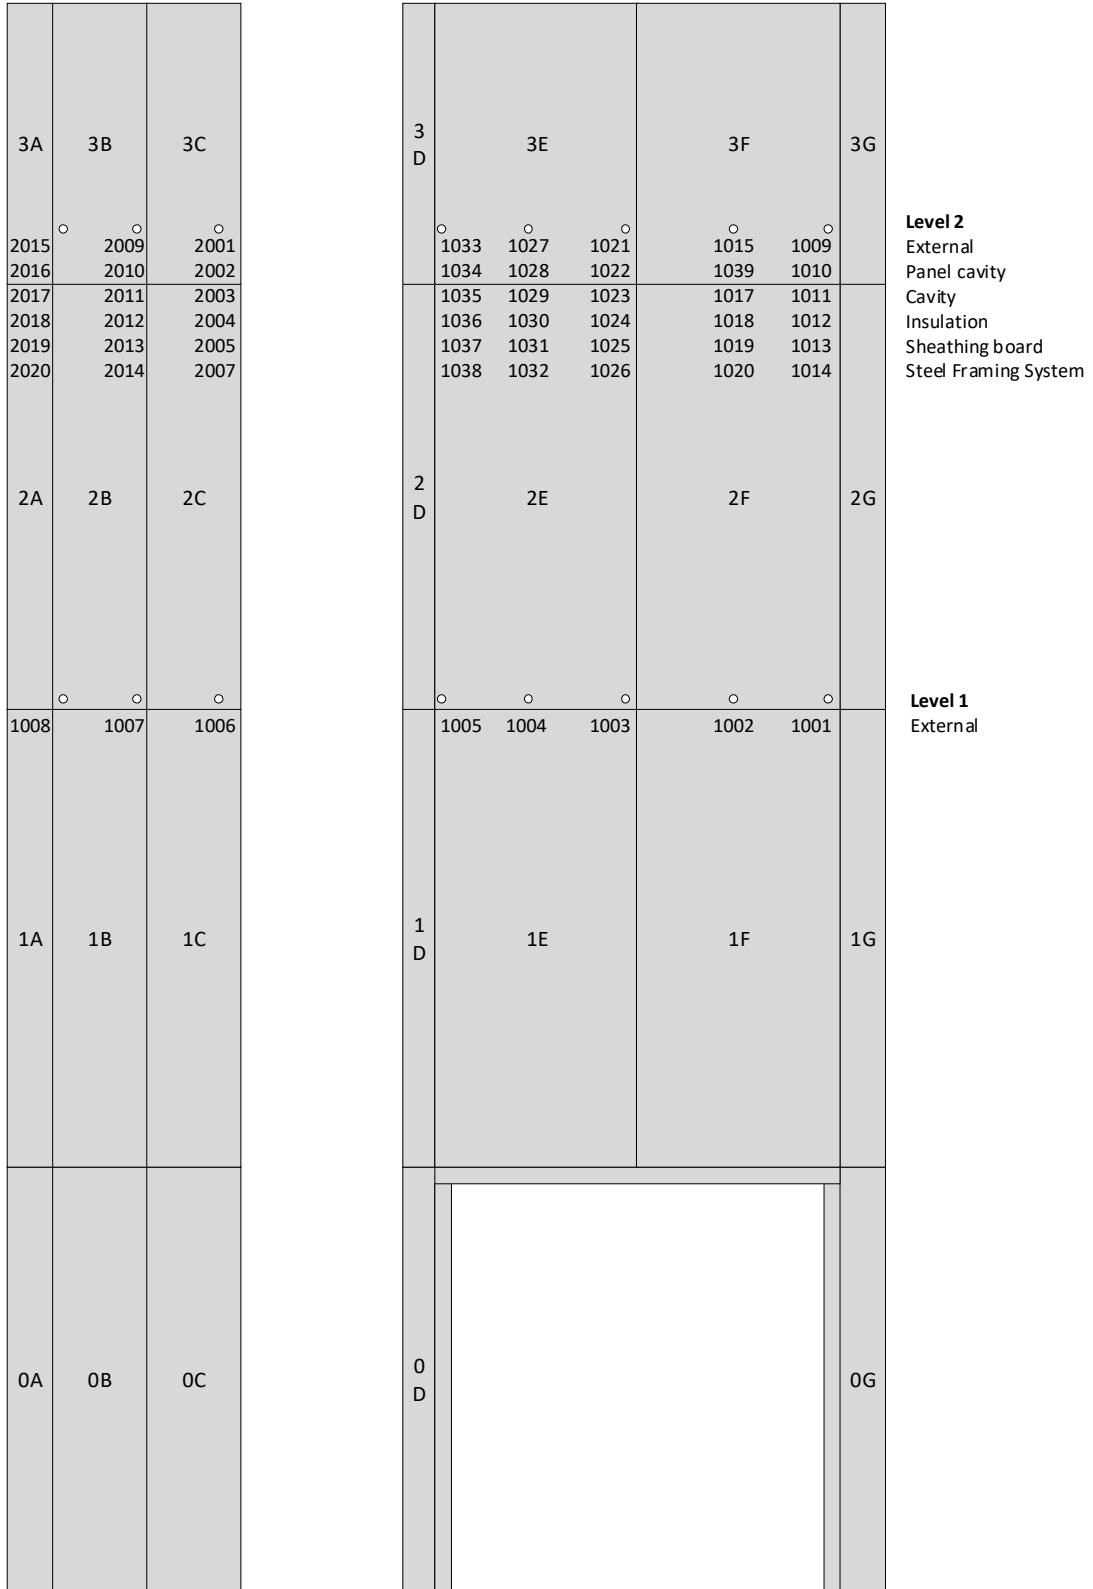 3A 3B 3C 3 D 3E 3F 3G
Level 2
2015 2009 2001 1033 1027 1021 1015 1009 External
2016 2010 2002 1034 1028 1022 1039 1010 Panel cavity
2017 2011 2003 1035 1029 1023 1017 1011 Cavity
2018 2012 2004 1036 1030 1024 1018 1012 Insulation
2019 2013 2005 1037 1031 1025 1019 1013 Sheathing board
2020 2014 2007 1038 1032 1026 1020 1014 Steel Framing System
2A 2B 2C 2 D 2E 2F 2G
Level 1
1008 1007 1006 1005 1004 1003 1002 1001 External
1A 1B 1C 1 D 1E 1F 1G
0A 0B 0C 0 D 0G